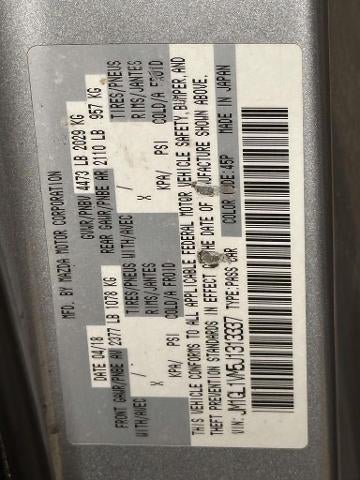 MFD. BY MAZDA MOTOR CORPORATION
DATE 04/18 GVWR/PNBV 4473 LB 2029 KG
FRONT GAWR/PNBE AV 2377 LB 1078 KG REAR GAWR/PNBE AR 2110 LB 957 KG
WITH/AVEC / TIRES/PNEUS WITH/AVEC / TIRES/PNEUS
X RIMS/JANTES X RIMS/JANTES
KPA/ PSI COLD/A FROID KPA/ PSI COLD/A FROID
THIS VEHICLE CONFORMS TO ALL APPLICABLE FEDERAL MOTOR VEHICLE SAFETY, BUMPER, AND
THEFT PREVENTION STANDARDS IN EFFECT THE DATE OF SHOWN ABOVE.
VIN: JM1GL1VM5J1313337 TYPE: PASS COLOR 45P MADE IN JAPAN